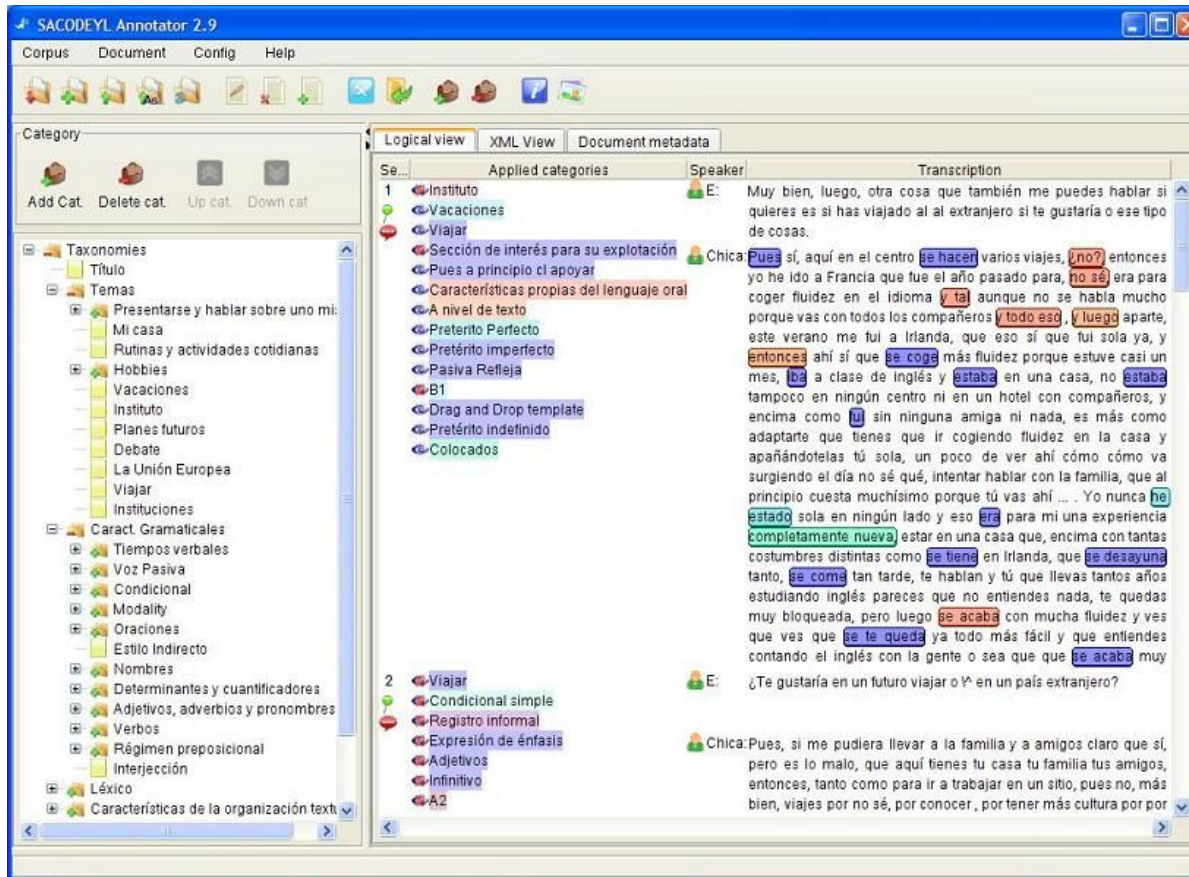 SACODEYL Annotator 2.9
Corpus Document Config Help
Category
Add Cat. Delete cat. Up cat. Down cat
Taxonomies
Título
Temas
Presentarse y hablar sobre uno mi
Mi casa
Rutinas y actividades cotidianas
Hobbies
Vacaciones
Instituto
Planes futuros
Debate
La Unión Europea
Viajar
Instituciones
Caract. Gramaticales
Tiempos verbales
Voz Pasiva
Condicional
Modality
Oraciones
Estilo Indirecto
Nombres
Determinantes y cuantificadores
Adjetivos, adverbios y pronombres
Verbos
Régimen preposicional
Interjección
Léxico
Características de la organización textu
Logical view XML View Document metadata
Se... Applied categories Speaker Transcription
1
Instituto
Vacaciones
Viajar
Sección de interés para su explotación
Pues a principio cl apoyar
Características propias del lenguaje oral
A nivel de texto
Preterito Perfecto
Pretérito imperfecto
Pasiva Refleja
B1
Drag and Drop template
Pretérito indefinido
Colocados
E: Muy bien, luego, otra cosa que también me puedes hablar si
quieres es si has viajado al al extranjero si te gustaría o ese tipo
de cosas.
Chica: Pues sí, aquí en el centro se hacen varios viajes, ¿no?, entonces
yo he ido a Francia que fue el año pasado para, no sé, era para
coger fluidez en el idioma y tal aunque no se habla mucho
porque vas con todos los compañeros y todo eso , y luego aparte,
este verano me fui a Irlanda, que eso sí que fui sola ya, y
entonces ahí sí que se coge más fluidez porque estuve casi un
mes, iba a clase de inglés y estaba en una casa, no estaba
tampoco en ningún centro ni en un hotel con compañeros, y
encima como fui sin ninguna amiga ni nada, es más como
adaptarte que tienes que ir cogiendo fluidez en la casa y
apañándotelas tú sola, un poco de ver ahí cómo cómo va
surgiendo el día no sé qué, intentar hablar con la familia, que al
principio cuesta muchísimo porque tú vas ahí ... . Yo nunca he
estado sola en ningún lado y eso era para mi una experiencia
completamente nueva, estar en una casa que, encima con tantas
costumbres distintas como se tiene en Irlanda, que se desayuna
tanto, se come tan tarde, te hablan y tú que llevas tantos años
estudiando inglés pareces que no entiendes nada, te quedas
muy bloqueada, pero luego se acaba con mucha fluidez y ves
que ves que se te queda ya todo más fácil y que entiendes
contando el inglés con la gente o sea que que se acaba muy
2
Viajar
Condicional simple
Registro informal
Expresión de énfasis
Adjetivos
Infinitivo
A2
E: ¿Te gustaría en un futuro viajar o en un país extranjero?
Chica: Pues, si me pudiera llevar a la familia y a amigos claro que sí,
pero es lo malo, que aquí tienes tu casa tu familia tus amigos,
entonces, tanto como para ir a trabajar en un sitio, pues no, más
bien, viajes por no sé, por conocer , por tener más cultura por por